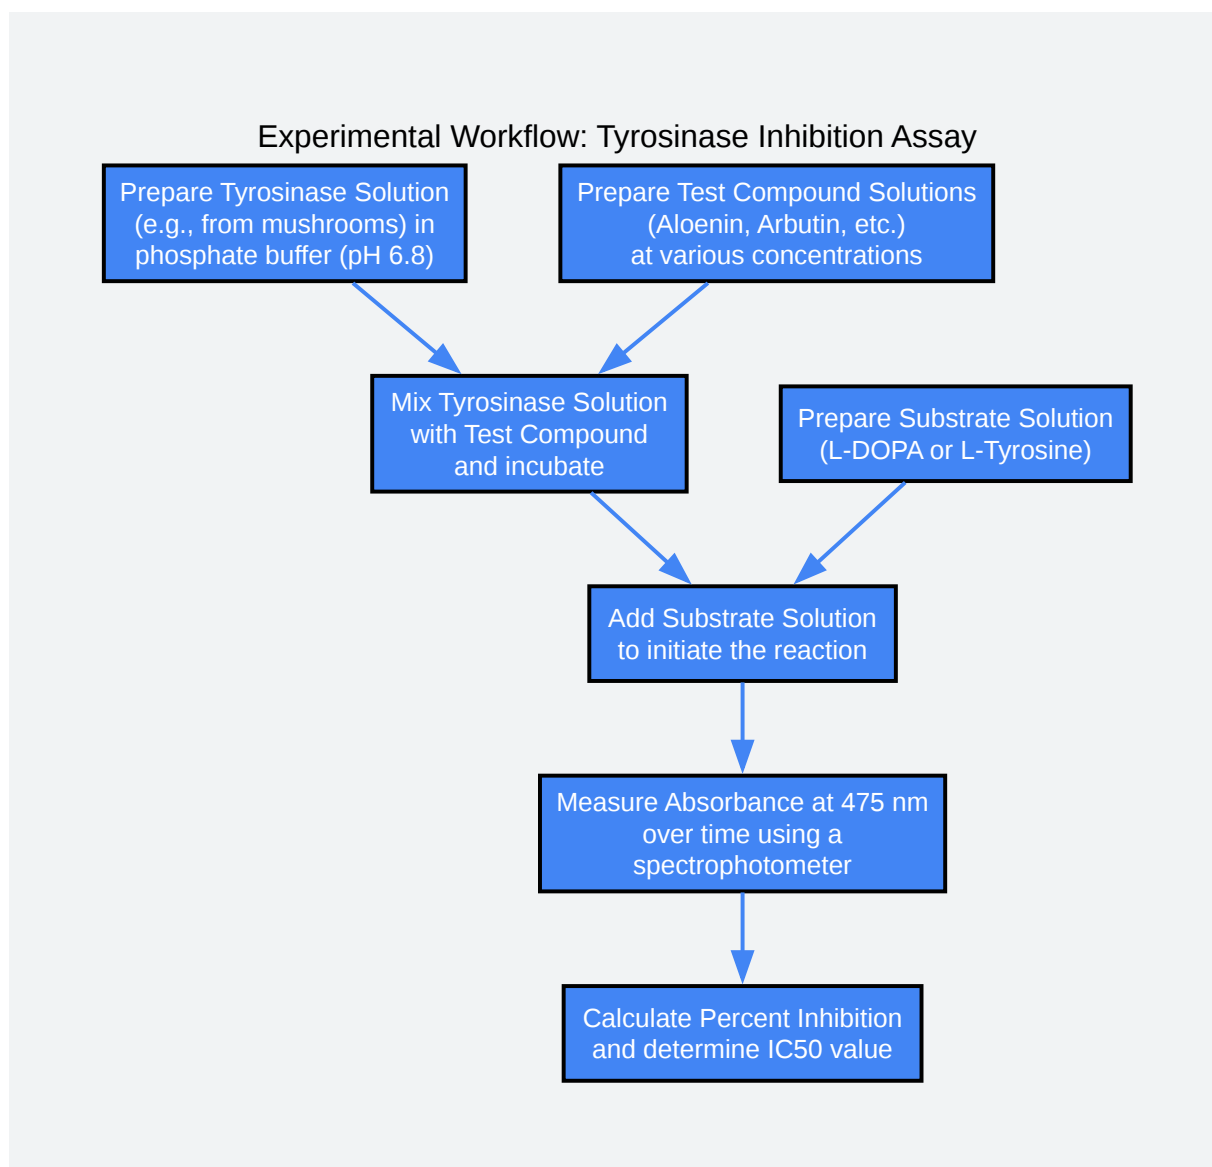 Experimental Workflow: Tyrosinase Inhibition Assay
Prepare Tyrosinase Solution
(e.g., from mushrooms) in
phosphate buffer (pH 6.8)
Prepare Test Compound Solutions
(Aloenin, Arbutin, etc.)
at various concentrations
Mix Tyrosinase Solution
with Test Compound
and incubate
Prepare Substrate Solution
(L-DOPA or L-Tyrosine)
Add Substrate Solution
to initiate the reaction
Measure Absorbance at 475 nm
over time using a
spectrophotometer
Calculate Percent Inhibition
and determine IC50 value